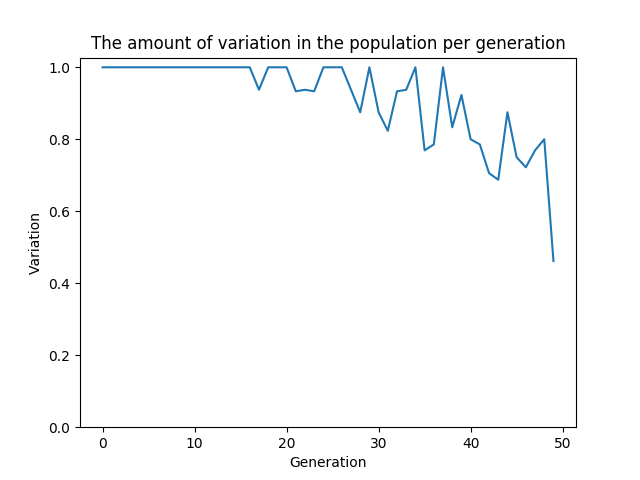 The amount of variation in the population per generation
1.0
0.8
0.6
0.4
0.2
0.0
Variation
0 10 20 30 40 50
Generation